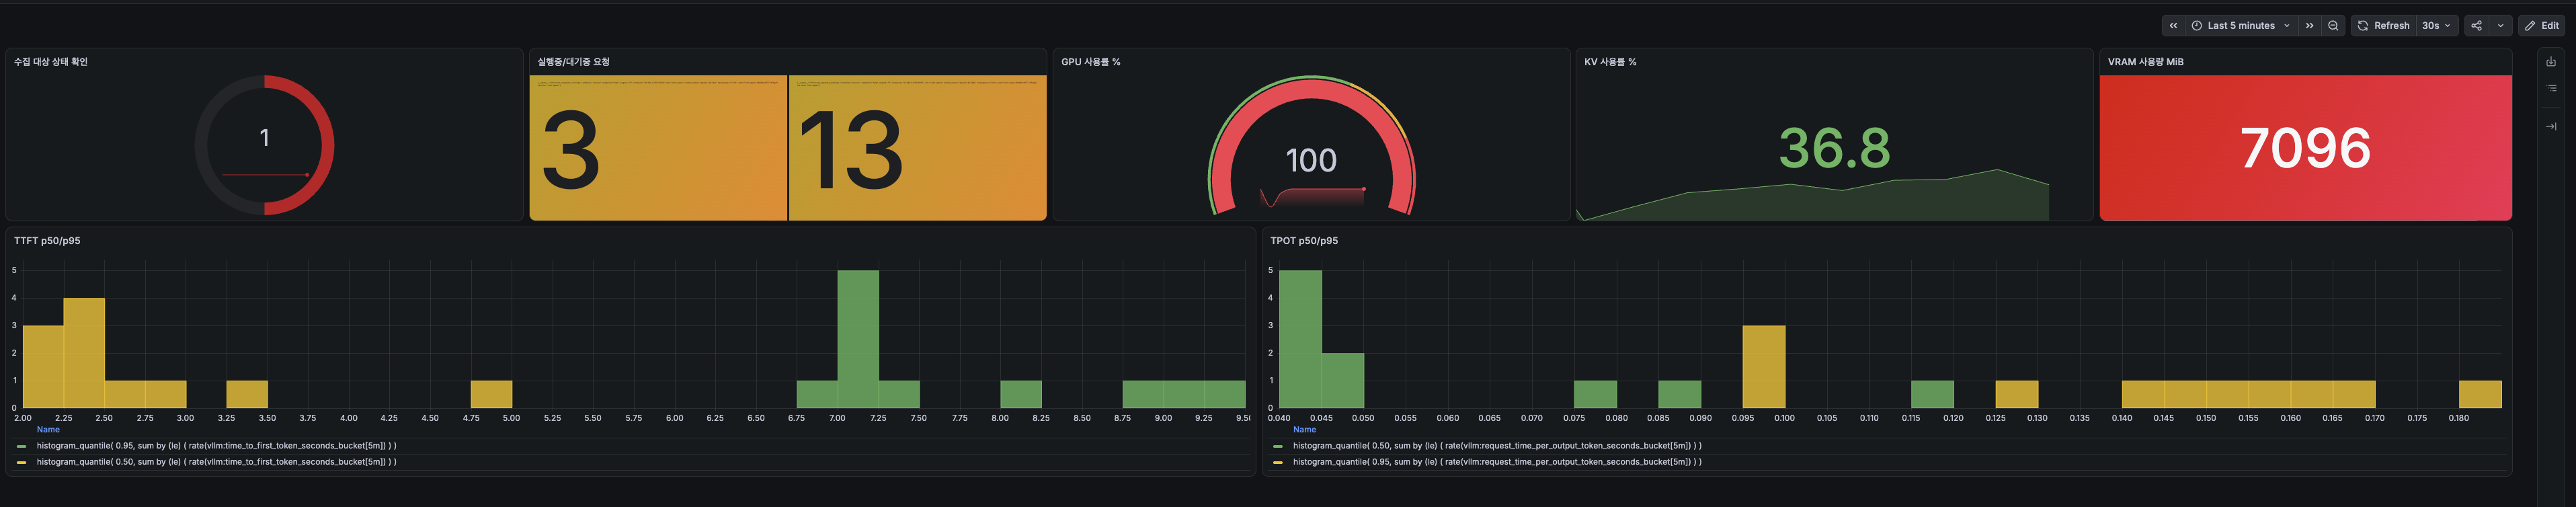 Last 5 minutes
Refresh
30s
Edit
수집 대상 상태 확인
1
실행중/대기중 요청
3
13
GPU 사용률 %
100
KV 사용률 %
36.8
VRAM 사용량 MiB
7096
TTFT p50/p95
5
4
3
2
1
0
2.00 2.25 2.50 2.75 3.00 3.25 3.50 3.75 4.00 4.25 4.50 4.75 5.00 5.25 5.50 5.75 6.00 6.25 6.50 6.75 7.00 7.25 7.50 7.75 8.00 8.25 8.50 8.75 9.00 9.25 9.50
Name
histogram_quantile( 0.95, sum by (le) ( rate(vllm:time_to_first_token_seconds_bucket[5m]) ) )
histogram_quantile( 0.50, sum by (le) ( rate(vllm:time_to_first_token_seconds_bucket[5m]) ) )
TPOT p50/p95
5
4
3
2
1
0
0.040 0.045 0.050 0.055 0.060 0.065 0.070 0.075 0.080 0.085 0.090 0.095 0.100 0.105 0.110 0.115 0.120 0.125 0.130 0.135 0.140 0.145 0.150 0.155 0.160 0.165 0.170 0.175 0.180
Name
histogram_quantile( 0.50, sum by (le) ( rate(vllm:request_time_per_output_token_seconds_bucket[5m]) ) )
histogram_quantile( 0.95, sum by (le) ( rate(vllm:request_time_per_output_token_seconds_bucket[5m]) ) )